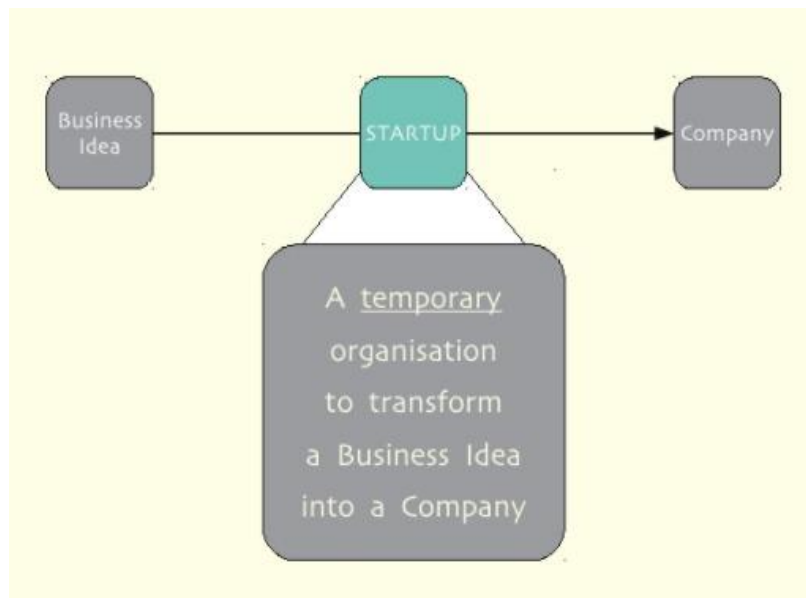 Business
Idea
STARTUP
Company
A temporary
organisation
to transform
a Business Idea
into a Company